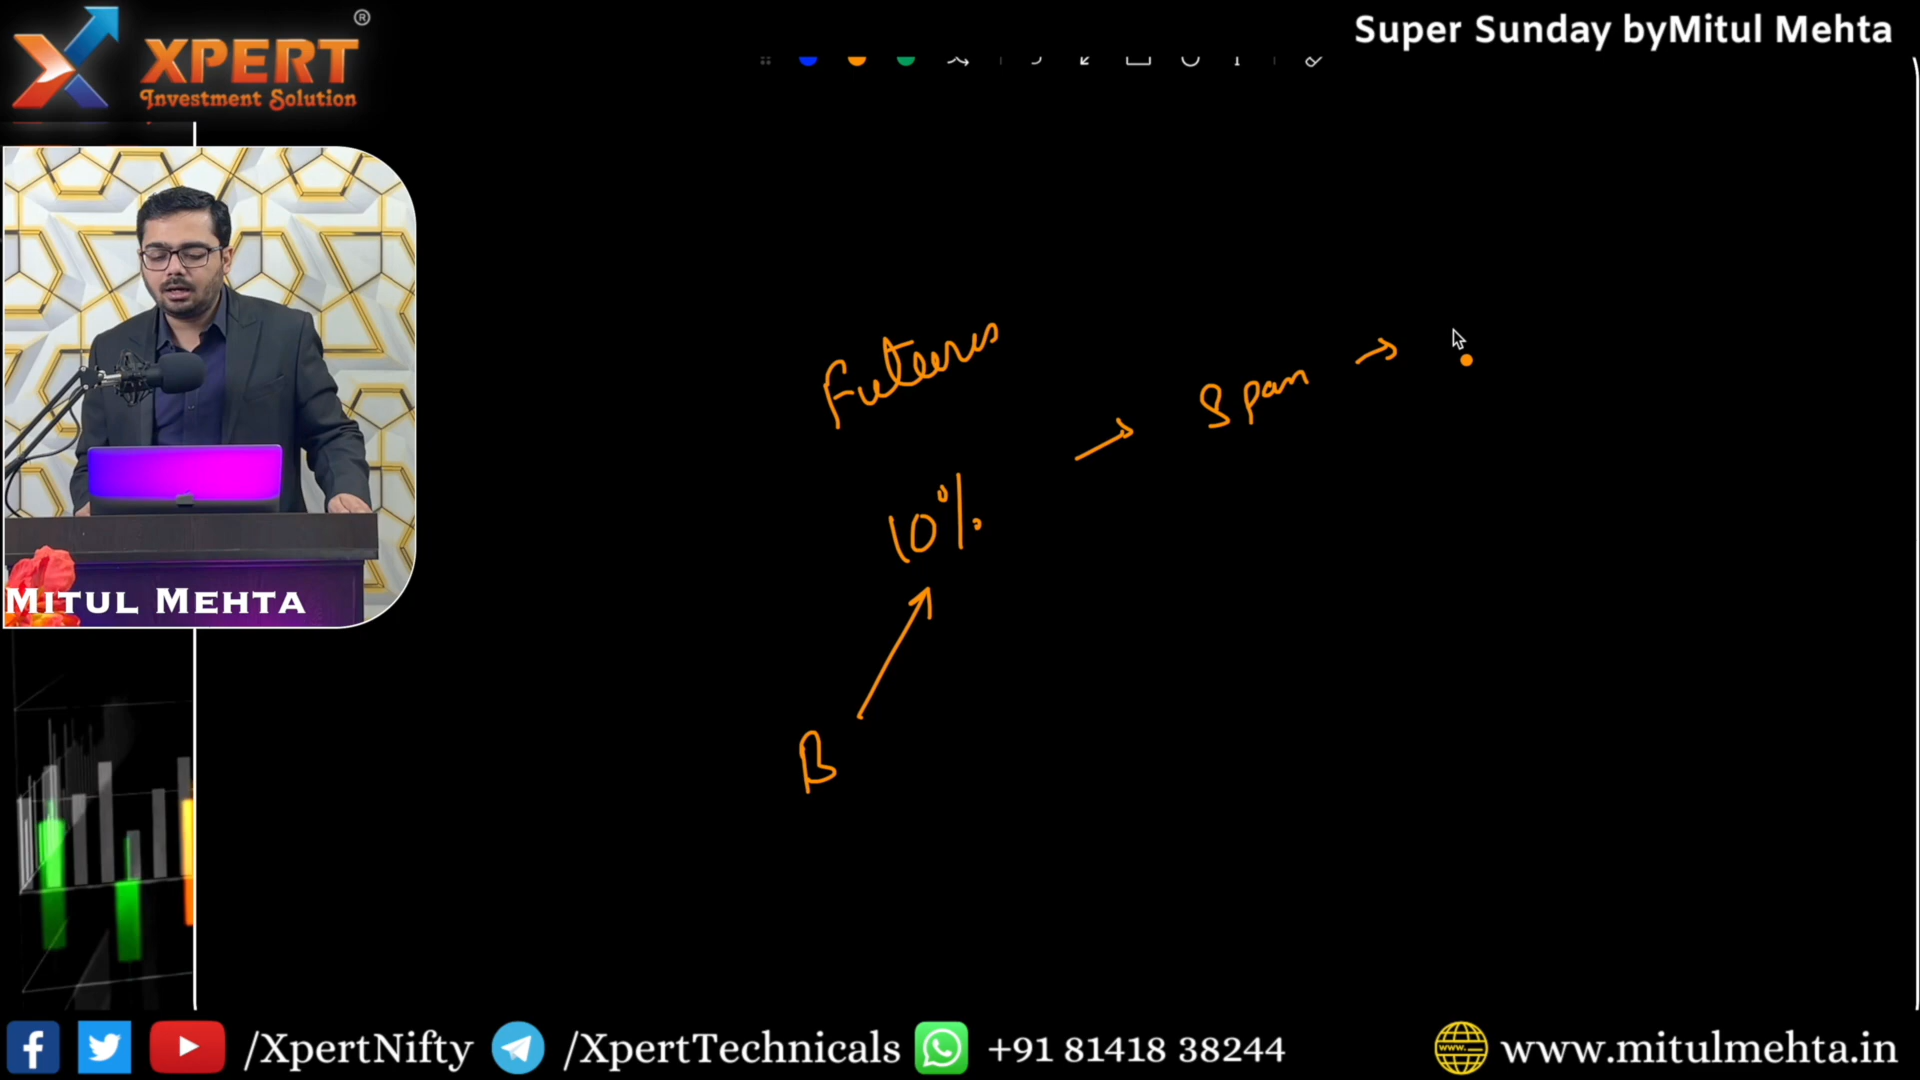 XPERT ®
Investment Solution
Super Sunday byMitul Mehta
Futures
Span
10%
B
MITUL MEHTA
/XpertNifty
/XpertTechnicals
+91 81418 38244
www.
www.mitulmehta.in